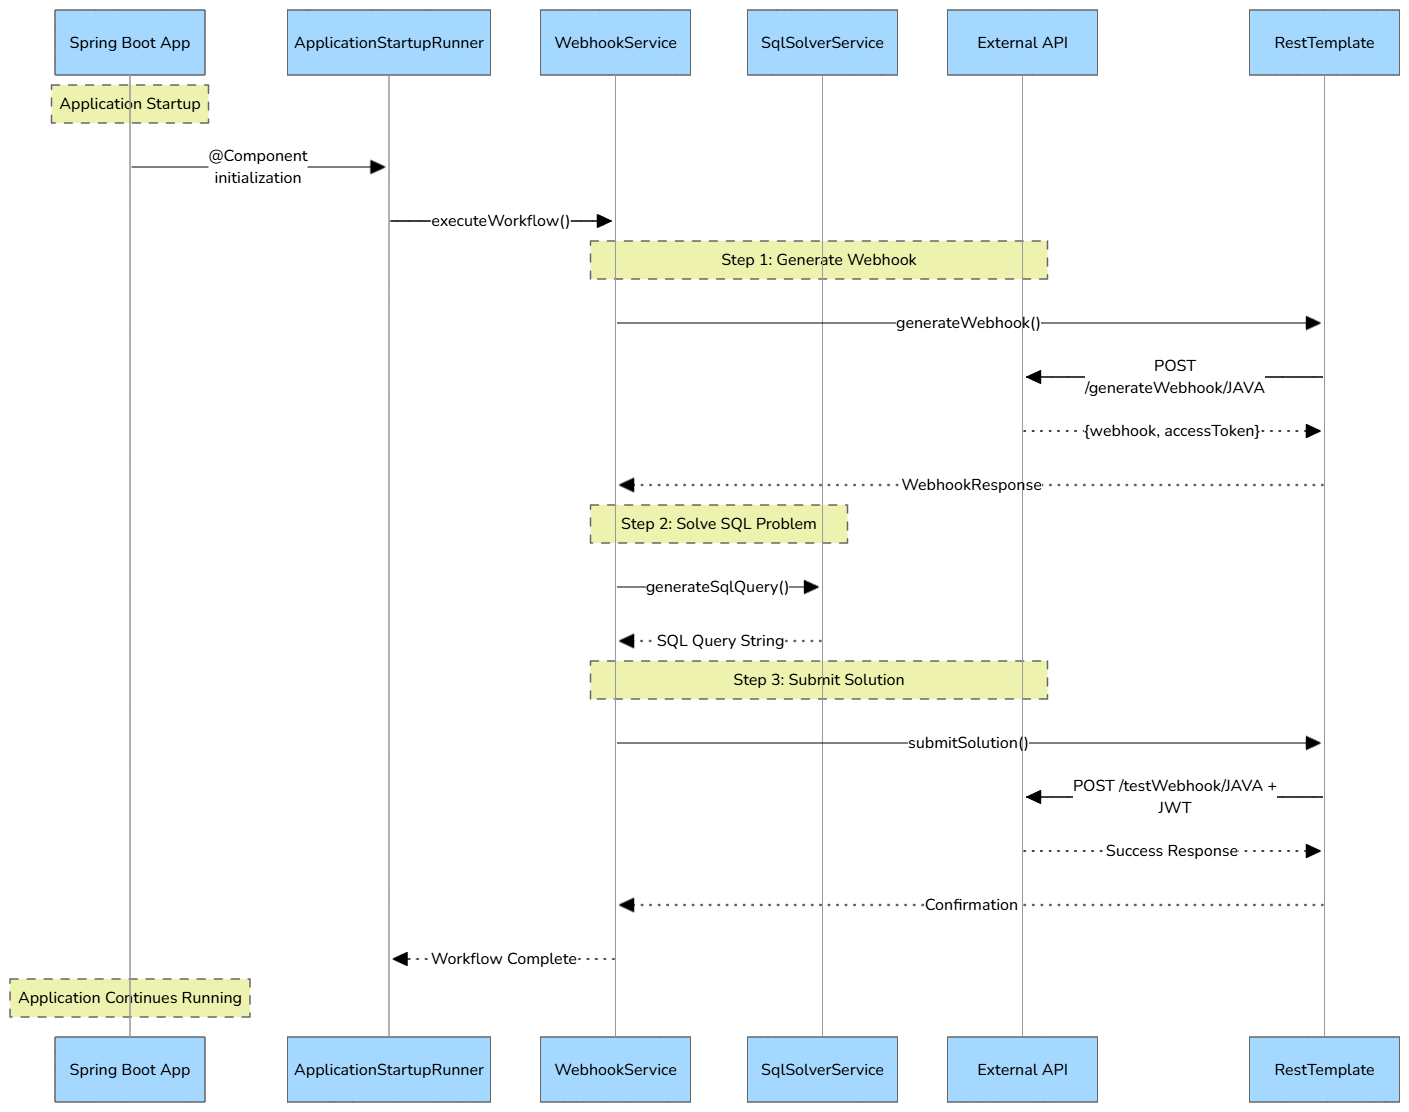 Spring Boot App
ApplicationStartupRunner
WebhookService
SqlSolverService
External API
RestTemplate
Application Startup
@Component
initialization
executeWorkflow()
Step 1: Generate Webhook
generateWebhook()
POST
/generateWebhook/JAVA
{webhook, accessToken}
WebhookResponse
Step 2: Solve SQL Problem
generateSqlQuery()
SQL Query String
Step 3: Submit Solution
submitSolution()
POST /testWebhook/JAVA +
JWT
Success Response
Confirmation
Workflow Complete
Application Continues Running
Spring Boot App
ApplicationStartupRunner
WebhookService
SqlSolverService
External API
RestTemplate